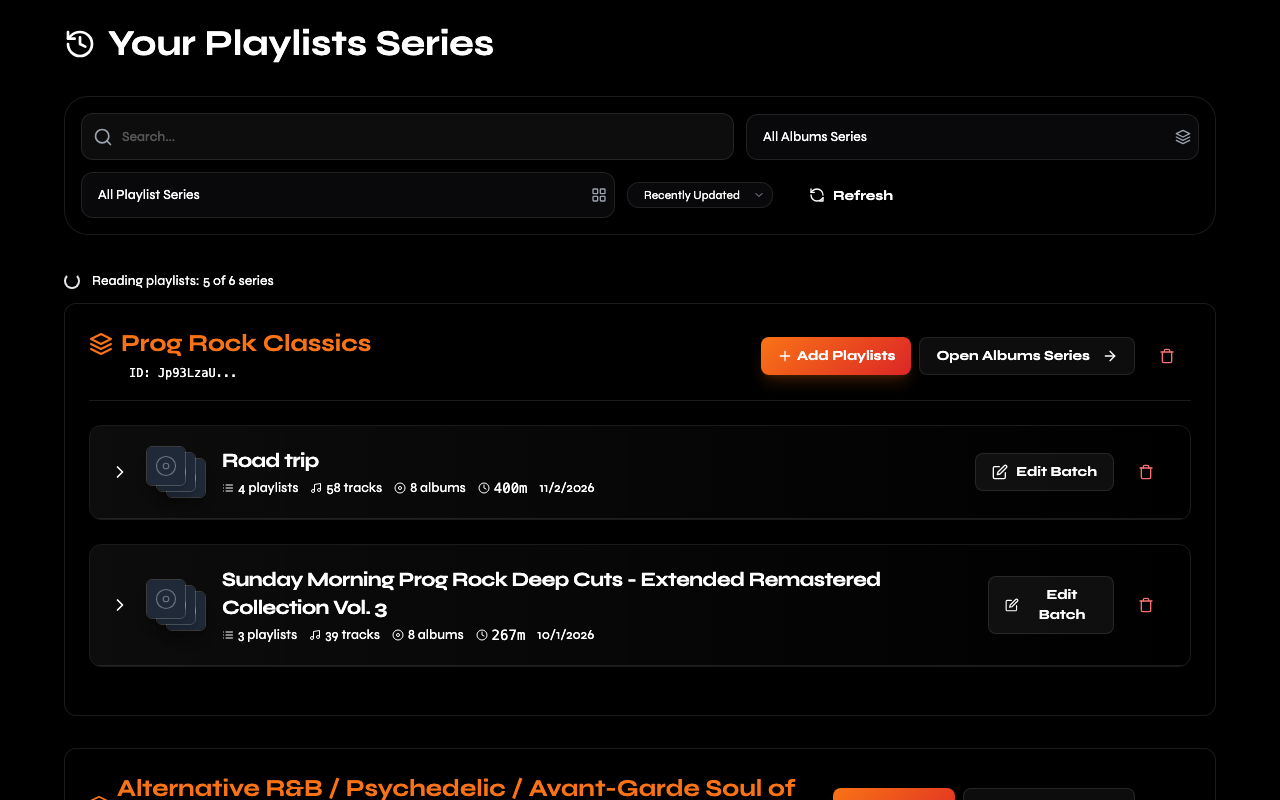 Your Playlists Series
Search...
All Albums Series
All Playlist Series
Recently Updated
Refresh
Reading playlists: 5 of 6 series
Prog Rock Classics
ID: Jp93LzaU...
Add Playlists
Open Albums Series
Road trip
4 playlists 58 tracks 8 albums 400m 11/2/2026
Edit Batch
Sunday Morning Prog Rock Deep Cuts - Extended Remastered
Collection Vol. 3
3 playlists 39 tracks 8 albums 267m 10/1/2026
Edit
Batch
Alternative R&B / Psychedelic / Avant-Garde Soul of